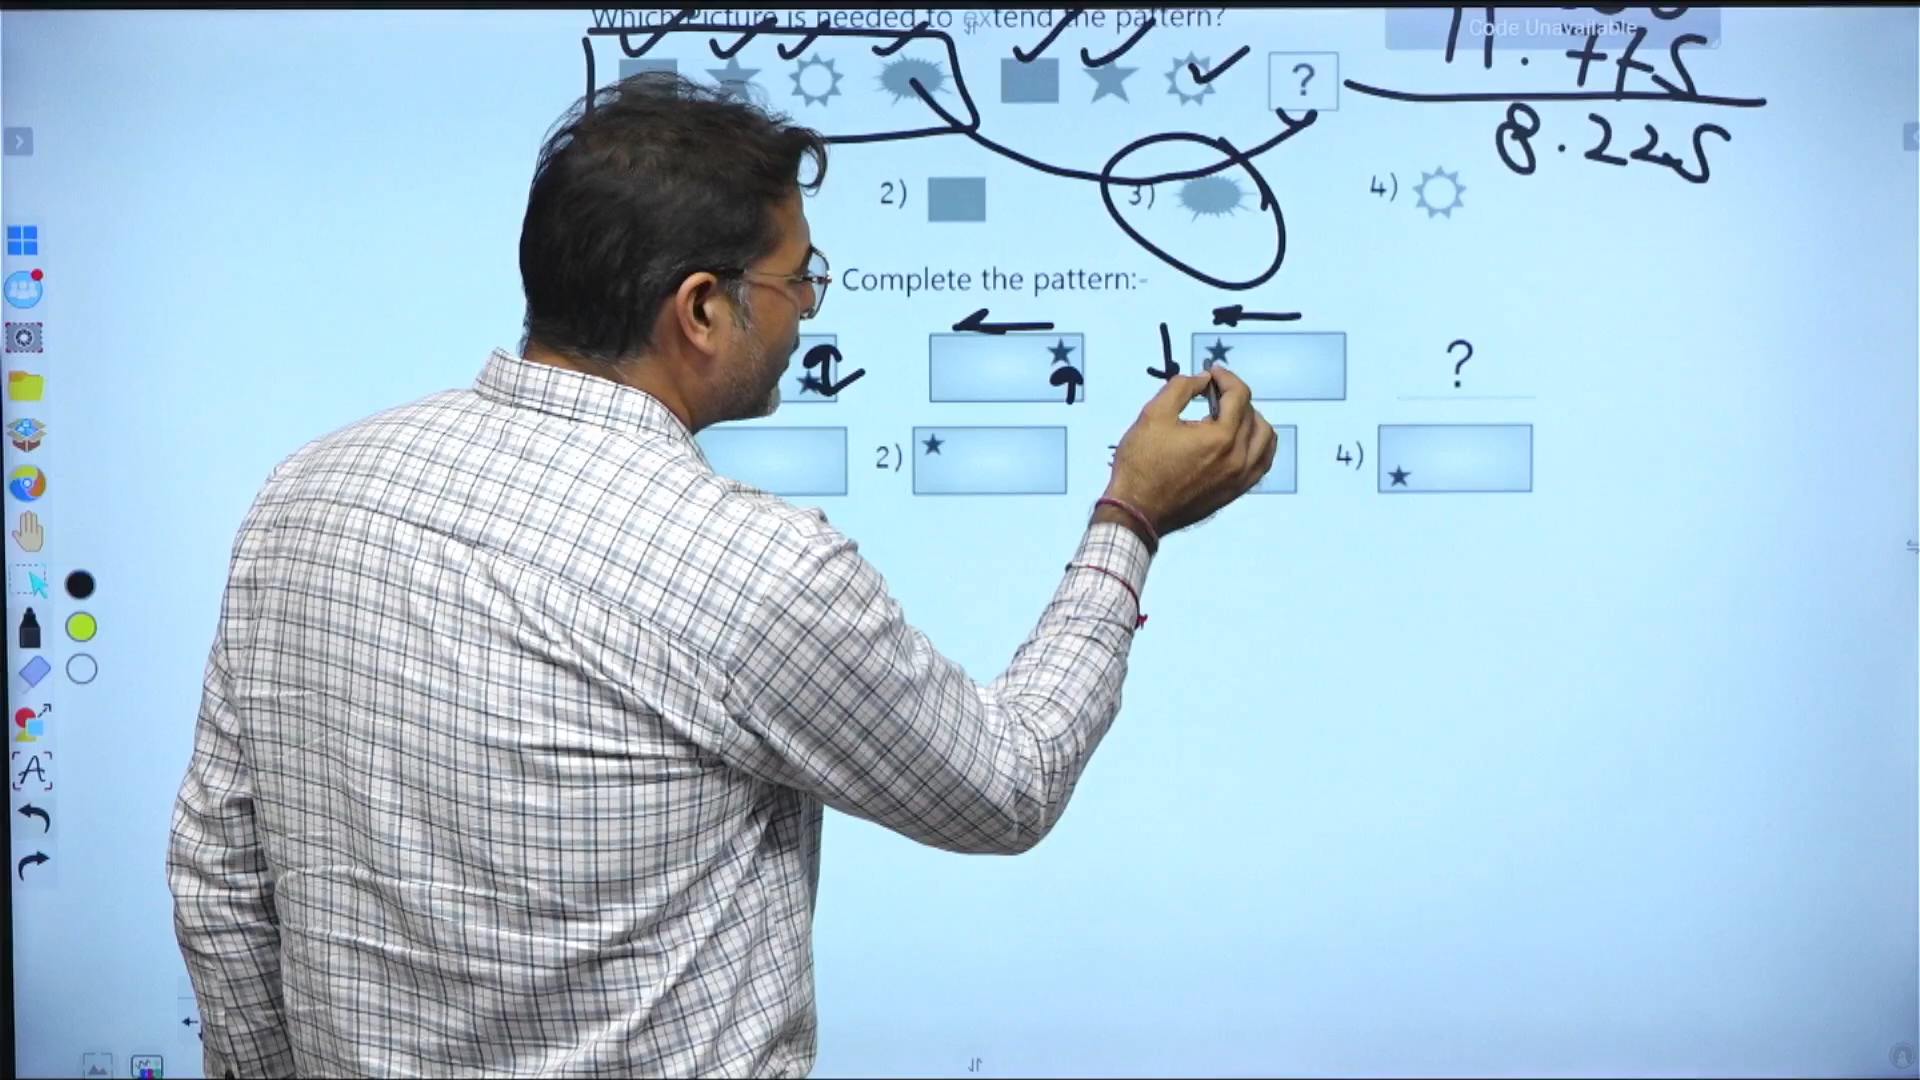 Which Picture is needed to extend the pattern?
Code Unavailable
?
.775
8.225
2)
3)
4)
Complete the pattern:-
?
2)
4)
A